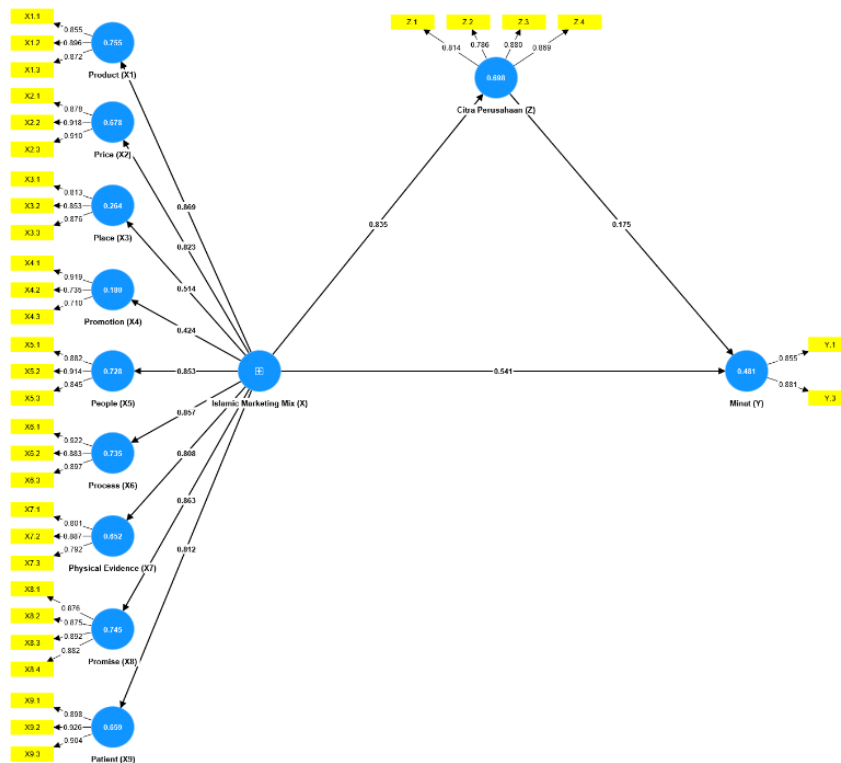 X1.1
0.855
X1.2
0.896
X1.3
0.872
0.755
Product (X1)
X2.1
0.878
X2.2
0.918
X2.3
0.910
0.678
Price (X2)
X3.1
0.813
X3.2
0.853
X3.3
0.876
0.264
Place (X3)
X4.1
0.919
X4.2
0.735
X4.3
0.710
0.180
Promotion (X4)
X5.1
0.882
X5.2
0.914
X5.3
0.845
0.728
People (X5)
X6.1
0.922
X6.2
0.883
X6.3
0.897
0.735
Process (X6)
X7.1
0.801
X7.2
0.887
X7.3
0.792
0.652
Physical Evidence (X7)
X8.1
0.876
X8.2
0.875
X8.3
0.892
X8.4
0.882
0.745
Promise (X8)
X9.1
0.898
X9.2
0.926
X9.3
0.904
0.659
Patient (X9)
0.869
0.823
0.514
0.424
0.853
0.857
0.808
0.863
0.812
Islamic Marketing Mix (X)
0.835
0.541
Z.1
Z.2
Z.3
Z.4
0.814
0.786
0.880
0.889
0.698
Citra Perusahaan (Z)
0.175
0.481
Minat (Y)
0.855
Y.1
0.881
Y.3